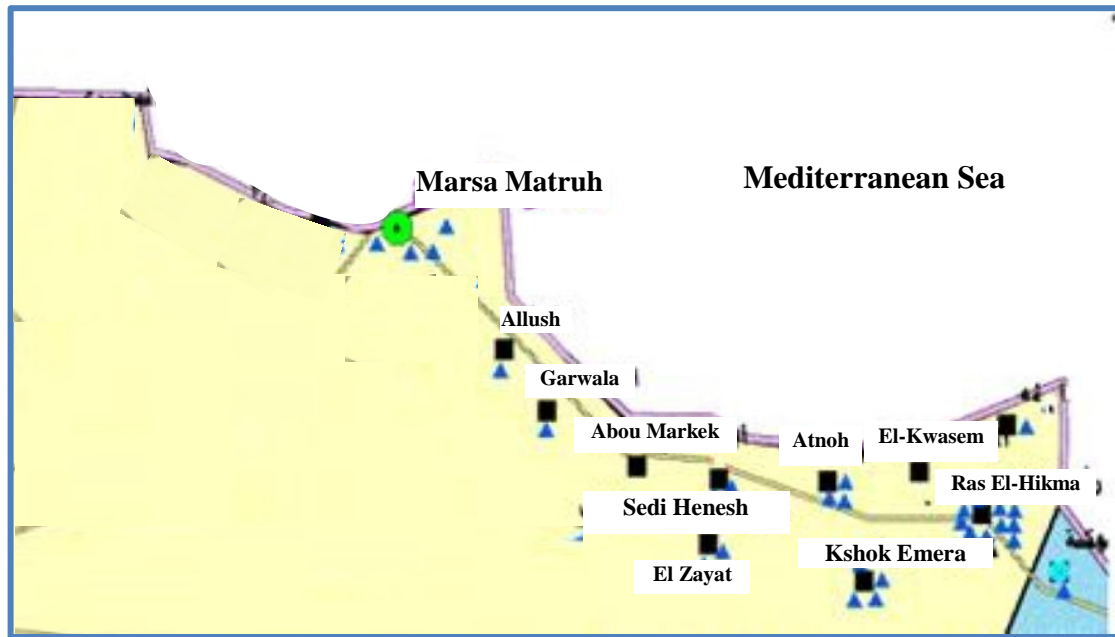 Marsa Matruh
Mediterranean Sea
Allush
Garwala
Abou Markek
Atnoh
El-Kwasem
Ras El-Hikma
Sedi Henesh
Kshok Emera
El Zayat